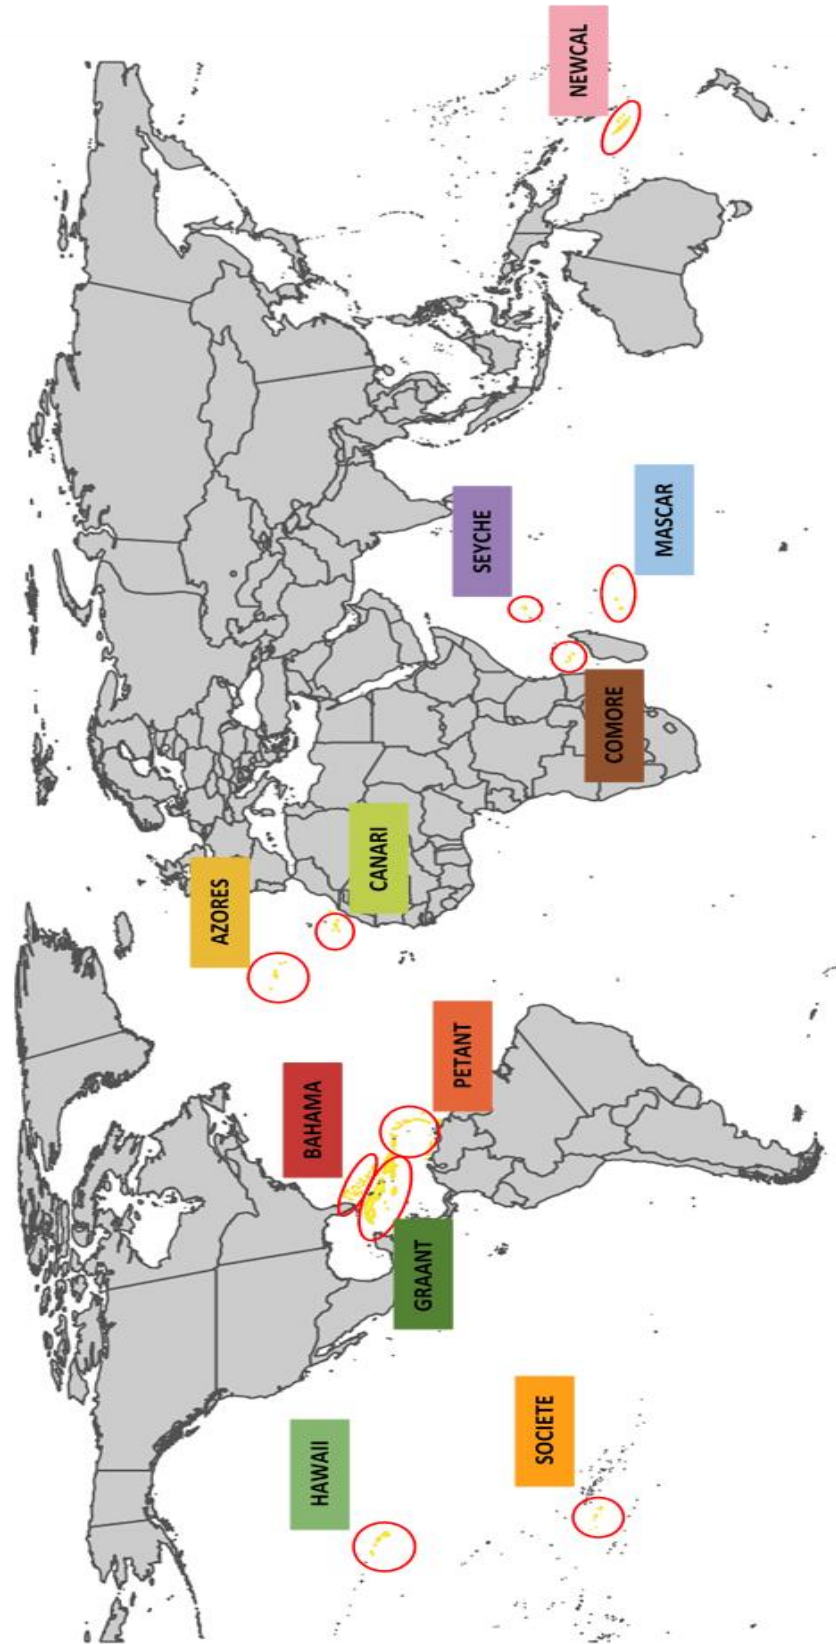 HAWAII
SOCIETE
GRAANT
BAHAMA
PETANT
AZORES
CANARI
COMORE
SEYCHE
MASCAR
NEWCAL